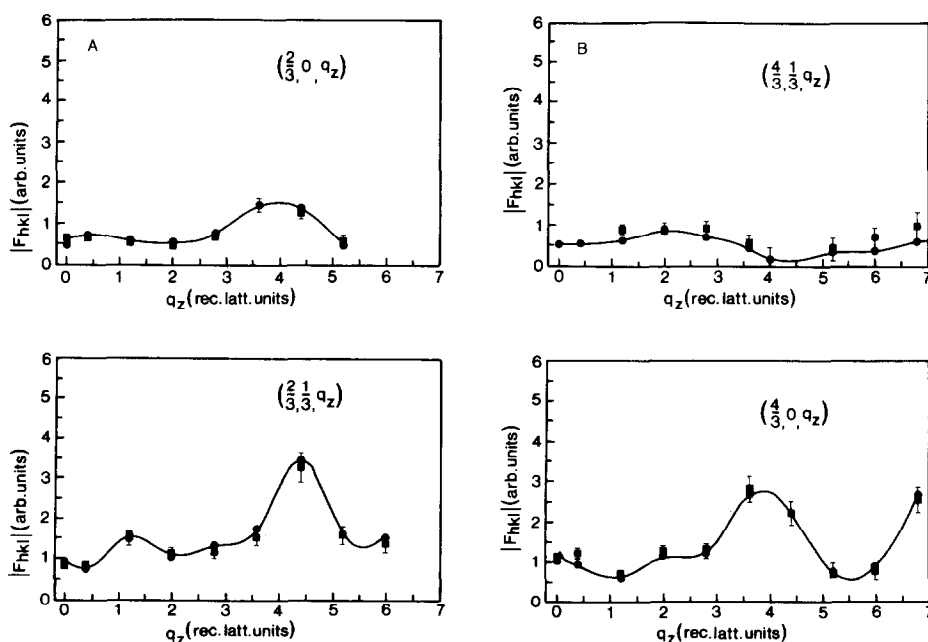 A
(2/3, 0, qz)
|Fhkl| (arb.units)
6
5
4
3
2
1
0
0 1 2 3 4 5 6 7
qz (rec.latt.units)
B
(4/3, 1/3, qz)
|Fhkl| (arb.units)
6
5
4
3
2
1
0
0 1 2 3 4 5 6 7
qz (rec.latt.units)
(2/3, 1/3, qz)
|Fhkl| (arb.units)
6
5
4
3
2
1
0
0 1 2 3 4 5 6 7
qz (rec.latt.units)
(4/3, 0, qz)
|Fhkl| (arb.units)
6
5
4
3
2
1
0
0 1 2 3 4 5 6 7
qz (rec.latt.units)